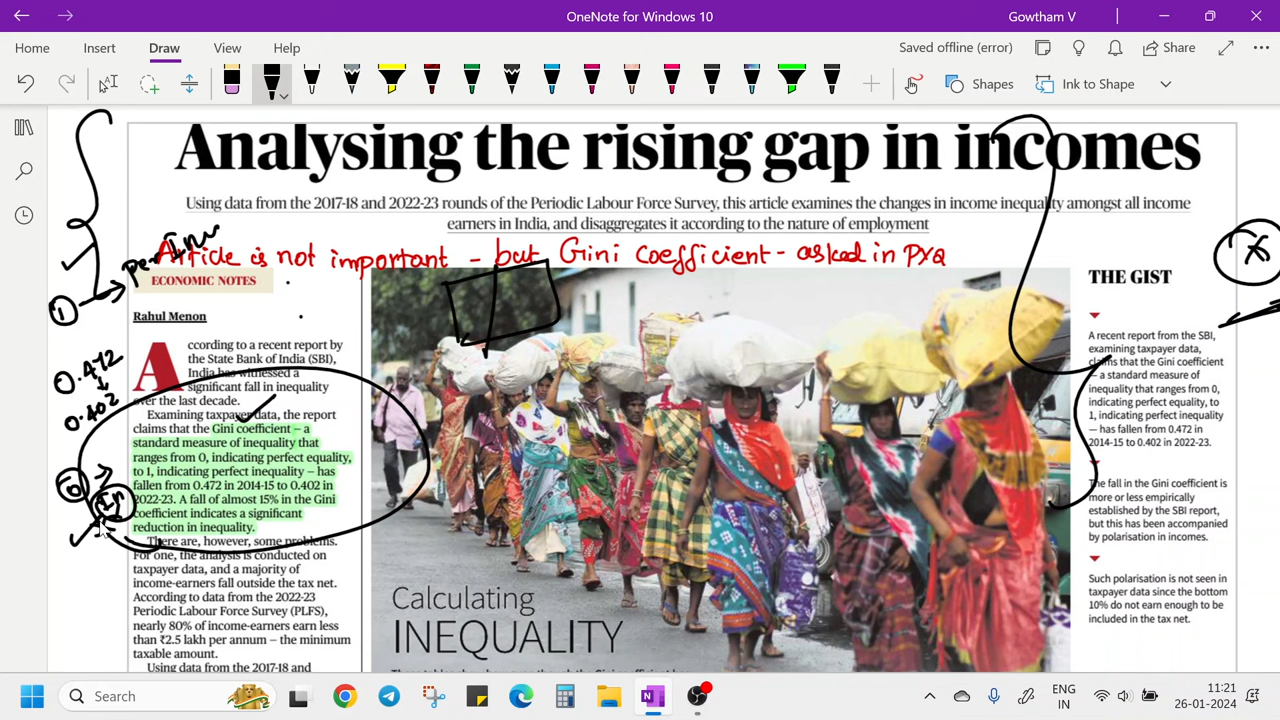 OneNote for Windows 10
Gowtham V
Home Insert Draw View Help
Saved offline (error)
Share
Shapes
Ink to Shape
Analysing the rising gap in incomes
Using data from the 2017-18 and 2022-23 rounds of the Periodic Labour Force Survey, this article examines the changes in income inequality amongst all income
earners in India, and disaggregates it according to the nature of employment
Article is not important - but Gini Coefficient - asked in PYQ
ECONOMIC NOTES
Rahul Menon
According to a recent report by
the State Bank of India (SBI),
India has witnessed a
significant fall in inequality
over the last decade.
Examining taxpayer data, the report
claims that the Gini coefficient – a
standard measure of inequality that
ranges from 0, indicating perfect equality,
to 1, indicating perfect inequality – has
fallen from 0.472 in 2014-15 to 0.402 in
2022-23. A fall of almost 15% in the Gini
coefficient indicates a significant
reduction in inequality.
There are, however, some problems.
For one, the analysis is conducted on
taxpayer data, and a majority of
income-earners fall outside the tax net.
According to data from the 2022-23
Periodic Labour Force Survey (PLFS),
nearly 80% of income-earners earn less
than ₹2.5 lakh per annum – the minimum
taxable amount.
Using data from the 2017-18 and
1
0.472
0.402
Calculating
INEQUALITY
THE GIST
A recent report from the SBI,
examining taxpayer data,
claims that the Gini coefficient
— a standard measure of
inequality that ranges from 0,
indicating perfect equality, to
1, indicating perfect inequality
— has fallen from 0.472 in
2014-15 to 0.402 in 2022-23.
The fall in the Gini coefficient is
more or less empirically
established by the SBI report,
but this has been accompanied
by polarisation in incomes.
Such polarisation is not seen in
taxpayer data since the bottom
10% do not earn enough to be
included in the tax net.
Search
ENG
IN
11:21
26-01-2024